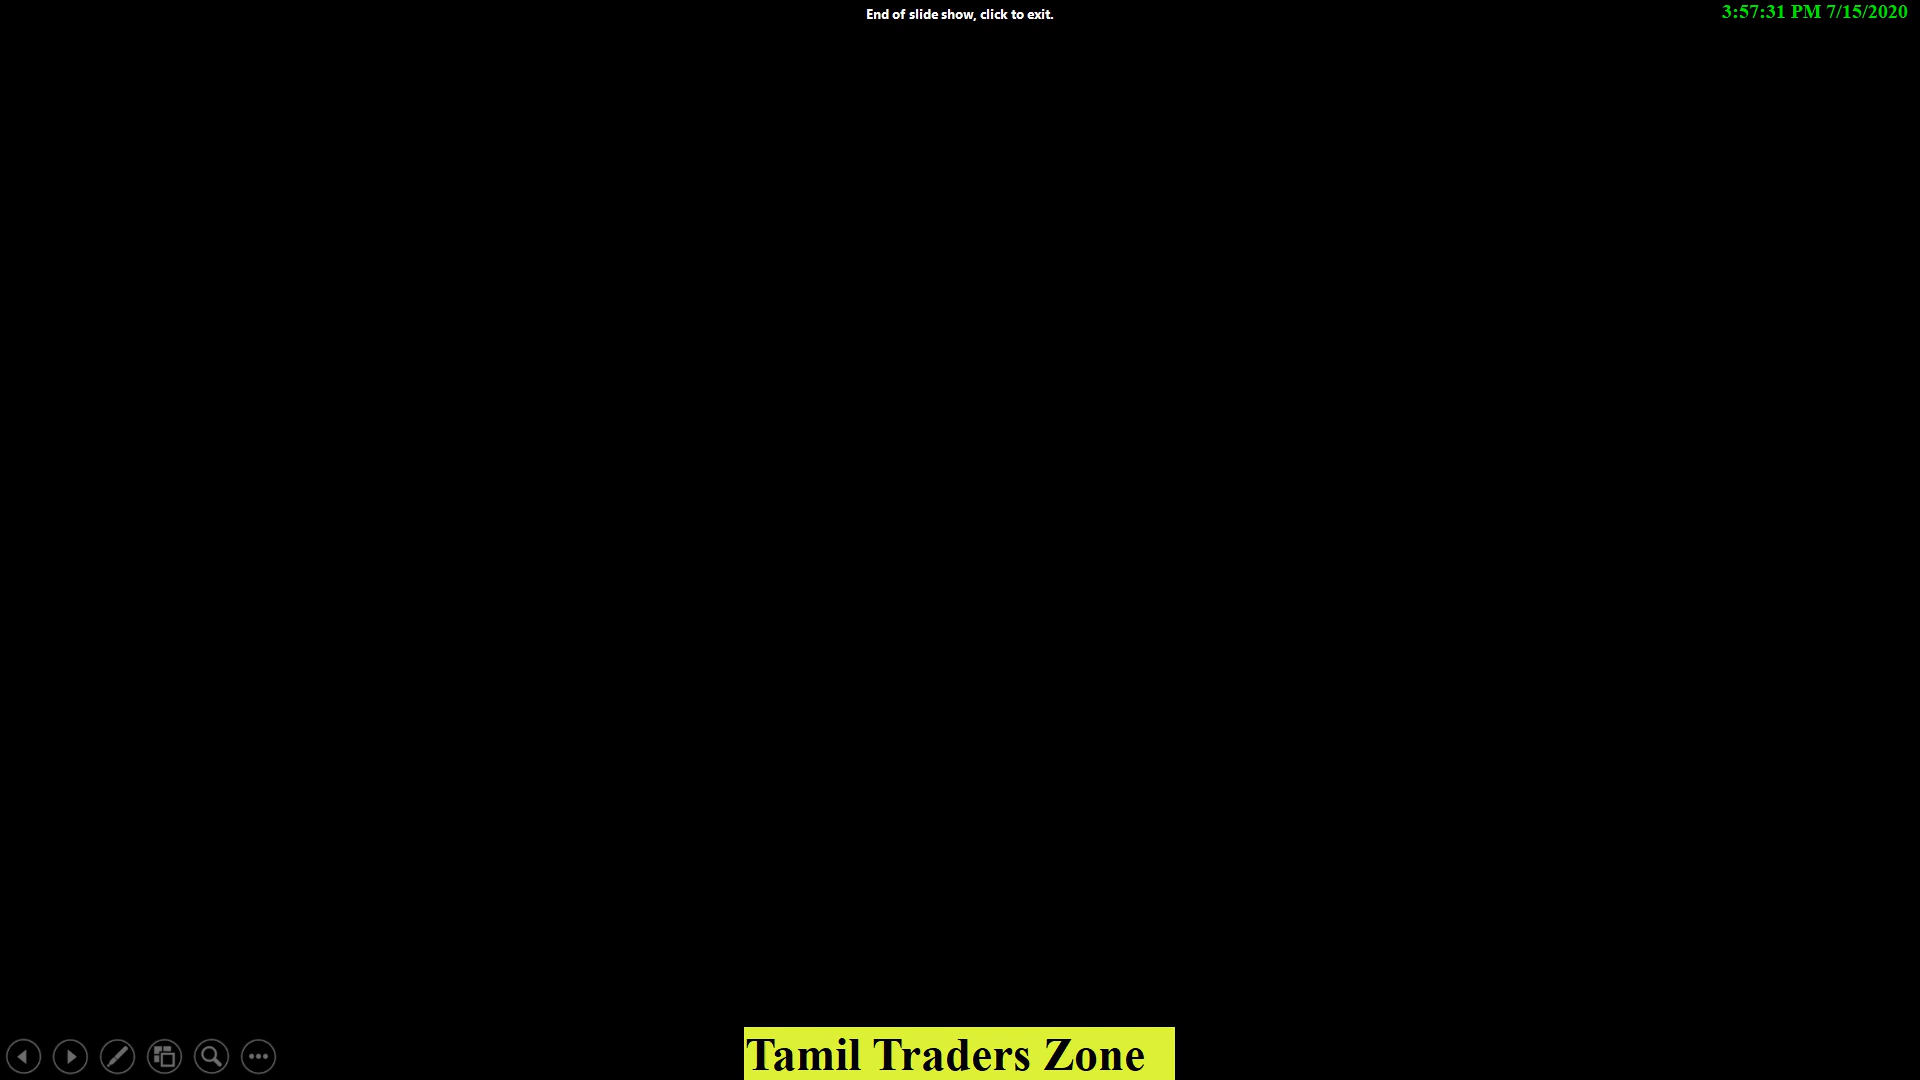 End of slide show, click to exit.
3:57:31 PM 7/15/2020
Tamil Traders Zone